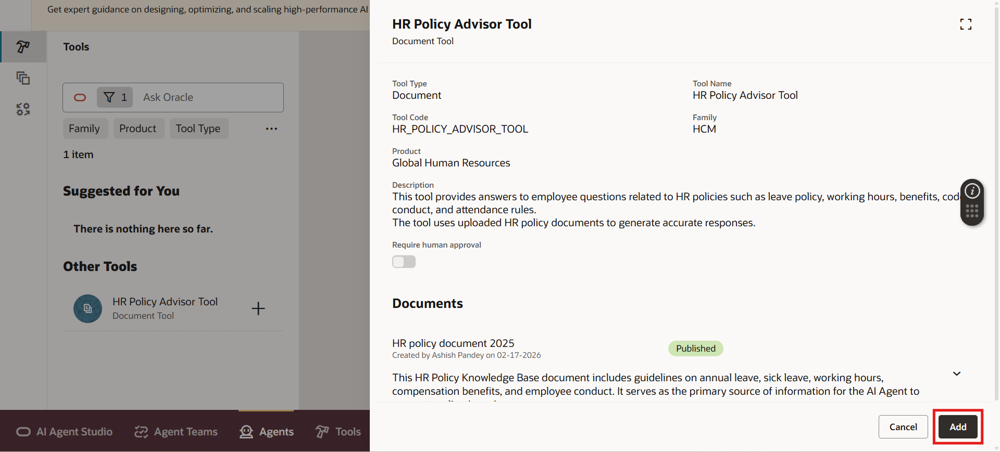 Get expert guidance on designing, optimizing, and scaling high-performance AI
Tools
1 Ask Oracle
Family Product Tool Type ...
1 item
Suggested for You
There is nothing here so far.
Other Tools
HR Policy Advisor Tool
Document Tool
AI Agent Studio
Agent Teams
Agents
Tools
HR Policy Advisor Tool
Document Tool
Tool Type
Document
Tool Name
HR Policy Advisor Tool
Tool Code
HR_POLICY_ADVISOR_TOOL
Family
HCM
Product
Global Human Resources
Description
This tool provides answers to employee questions related to HR policies such as leave policy, working hours, benefits,
conduct, and attendance rules.
The tool uses uploaded HR policy documents to generate accurate responses.
Require human approval
Documents
HR policy document 2025
Created by Ashish Pandey on 02-17-2026
Published
This HR Policy Knowledge Base document includes guidelines on annual leave, sick leave, working hours,
compensation benefits, and employee conduct. It serves as the primary source of information for the AI Agent to
Cancel
Add